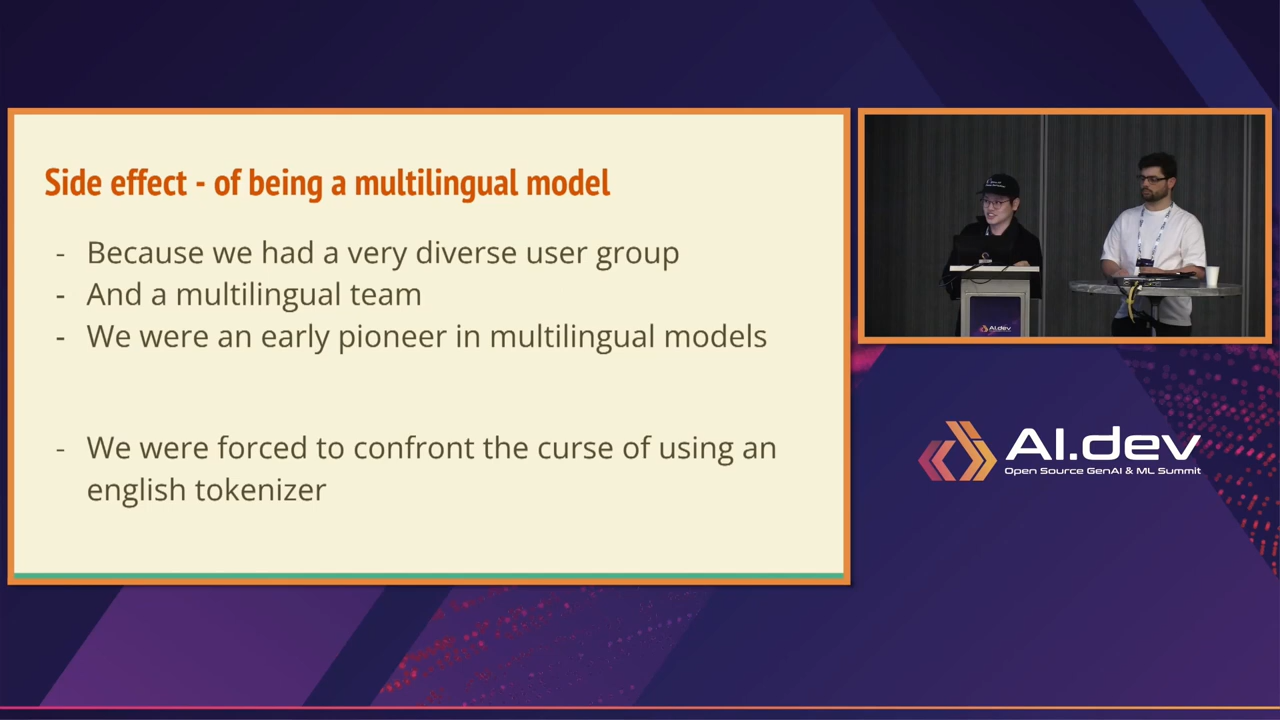 Side effect - of being a multilingual model
- Because we had a very diverse user group
- And a multilingual team
- We were an early pioneer in multilingual models
- We were forced to confront the curse of using an
english tokenizer
AI.dev
AI.dev
Open Source GenAI & ML Summit